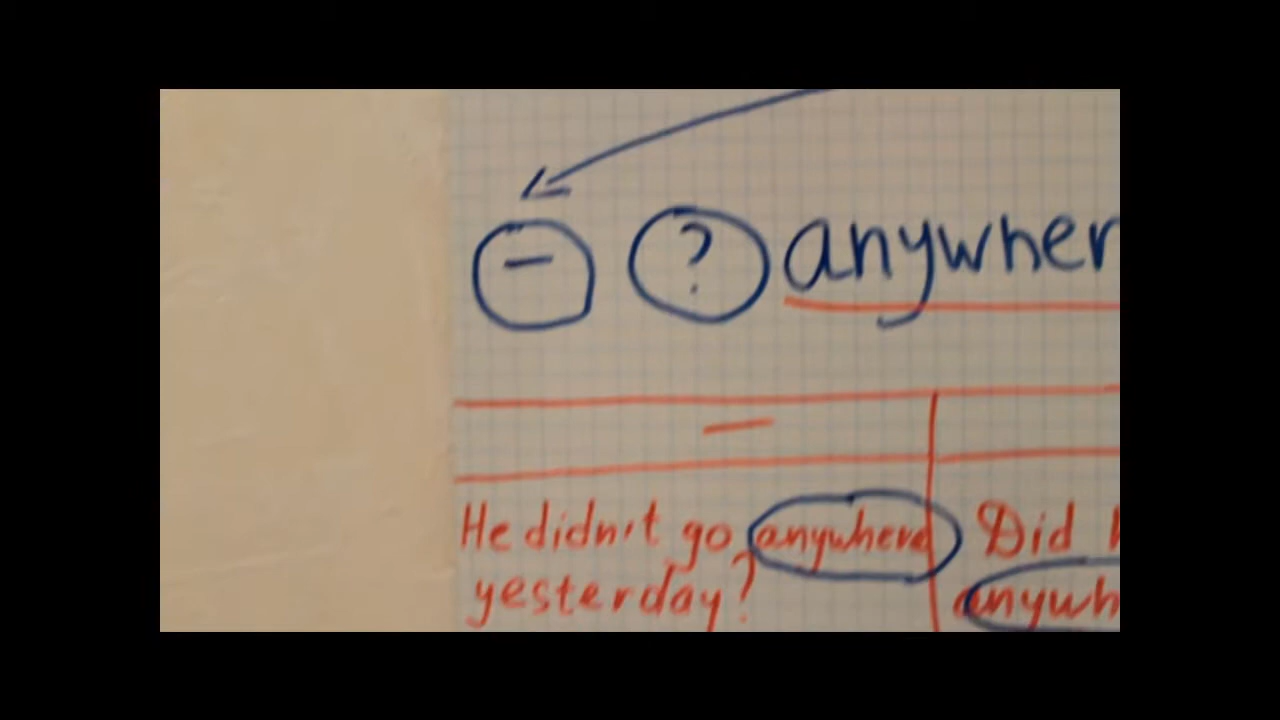 — ? anywher
—
He didn't go anywhere
yesterday?
Did h
anywh